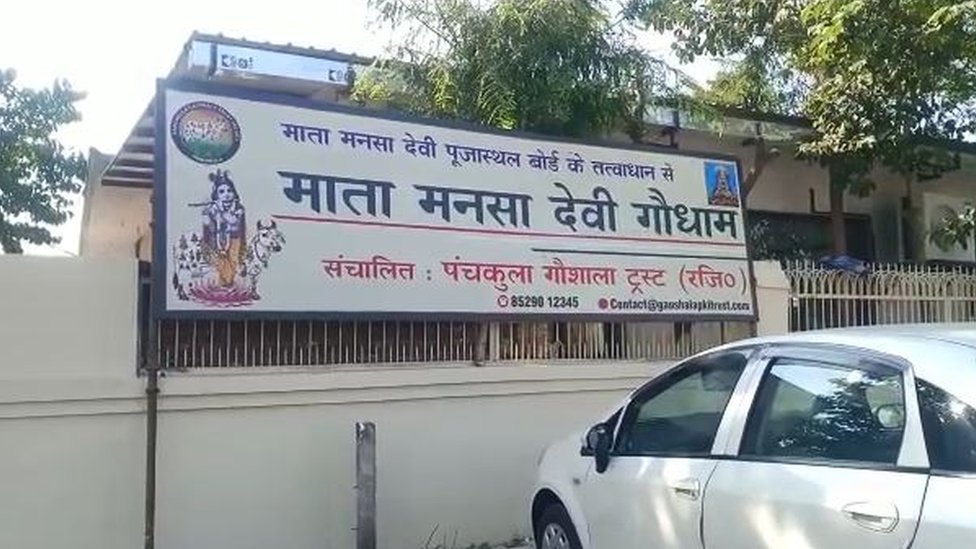 माता मनसा देवी पूजास्थल बोर्ड के तत्वाधान से
माता मनसा देवी गौधाम
संचालित : पंचकुला गौशाला ट्रस्ट (रजि०)
85290 12345